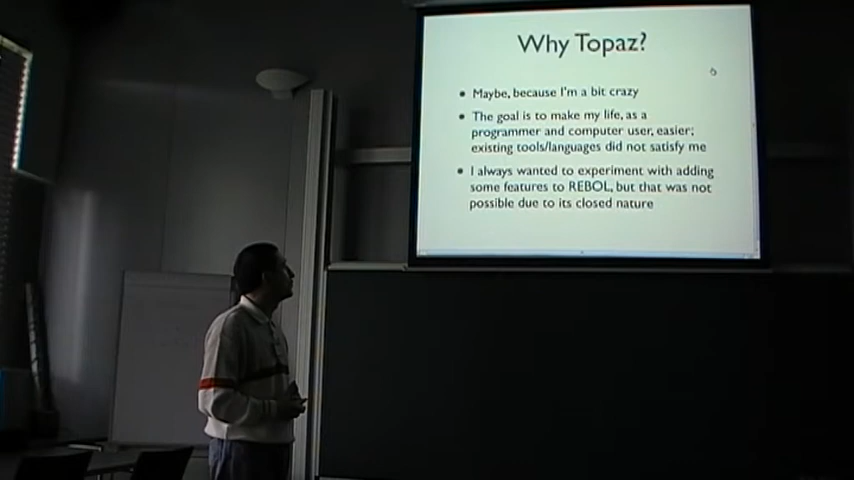 Why Topaz?
• Maybe, because I'm a bit crazy
• The goal is to make my life, as a
programmer and computer user, easier;
existing tools/languages did not satisfy me
• I always wanted to experiment with adding
some features to REBOL, but that was not
possible due to its closed nature